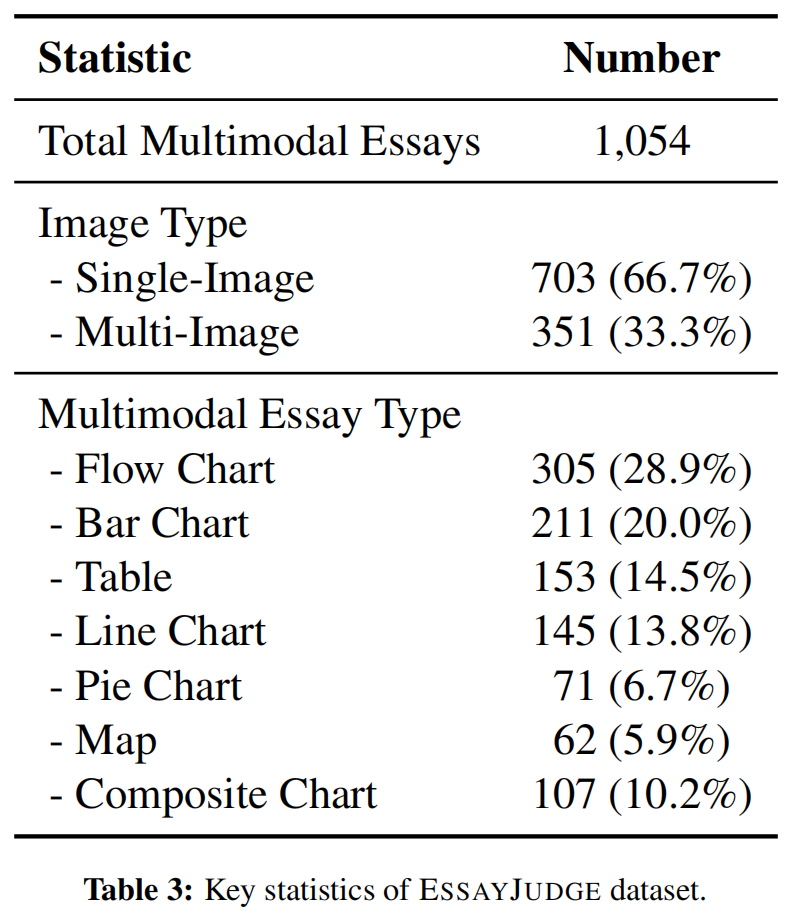 Statistic Number
Total Multimodal Essays 1,054
Image Type
- Single-Image 703 (66.7%)
- Multi-Image 351 (33.3%)
Multimodal Essay Type
- Flow Chart 305 (28.9%)
- Bar Chart 211 (20.0%)
- Table 153 (14.5%)
- Line Chart 145 (13.8%)
- Pie Chart 71 (6.7%)
- Map 62 (5.9%)
- Composite Chart 107 (10.2%)
Table 3: Key statistics of ESSAYJUDGE dataset.